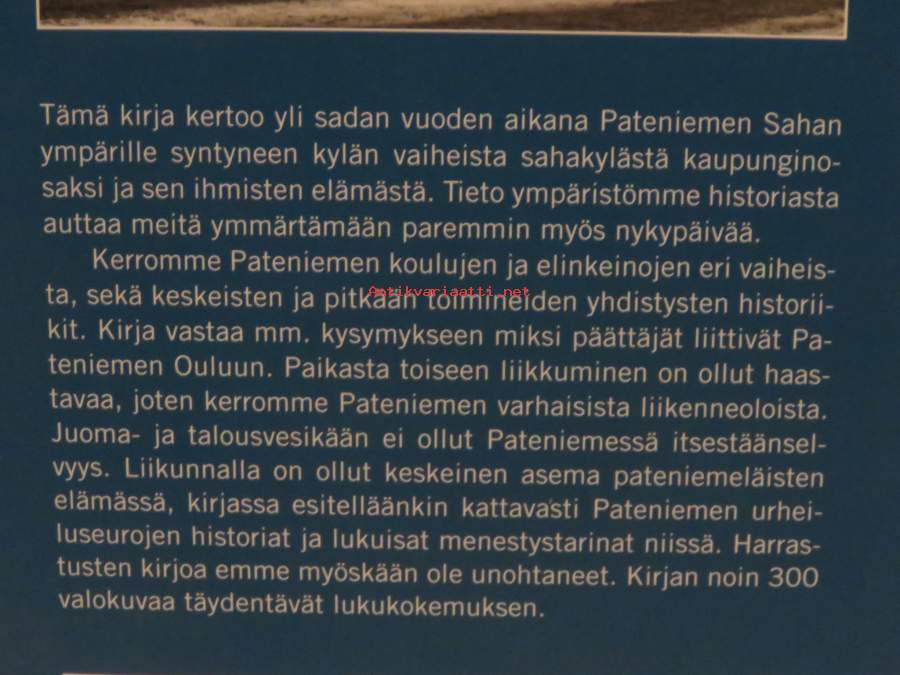 Tämä kirja kertoo yli sadan vuoden aikana Pateniemen Sahan
ympärille syntyneen kylän vaiheista sahakylästä kaupungino-
saksi ja sen ihmisten elämästä. Tieto ympäristömme historiasta
auttaa meitä ymmärtämään paremmin myös nykypäivää.
Kerromme Pateniemen koulujen ja elinkeinojen eri vaiheis-
Antikvariaatti.net
ta, sekä keskeisten ja pitkään toimineiden yhdistysten historii-
kit. Kirja vastaa mm. kysymykseen miksi päättäjät liittivät Pa-
teniemen Ouluun. Paikasta toiseen liikkuminen on ollut haas-
tavaa, joten kerromme Pateniemen varhaisista liikenneoloista.
Juoma- ja talousvesikään ei ollut Pateniemessä itsestäänsel-
vyys. Liikunnalla on ollut keskeinen asema pateniemeläisten
elämässä, kirjassa esitelläänkin kattavasti Pateniemen urhei-
luseurojen historiat ja lukuisat menestystarinat niissä. Harras-
tusten kirjoa emme myöskään ole unohtaneet. Kirjan noin 300
valokuvaa täydentävät lukukokemuksen.